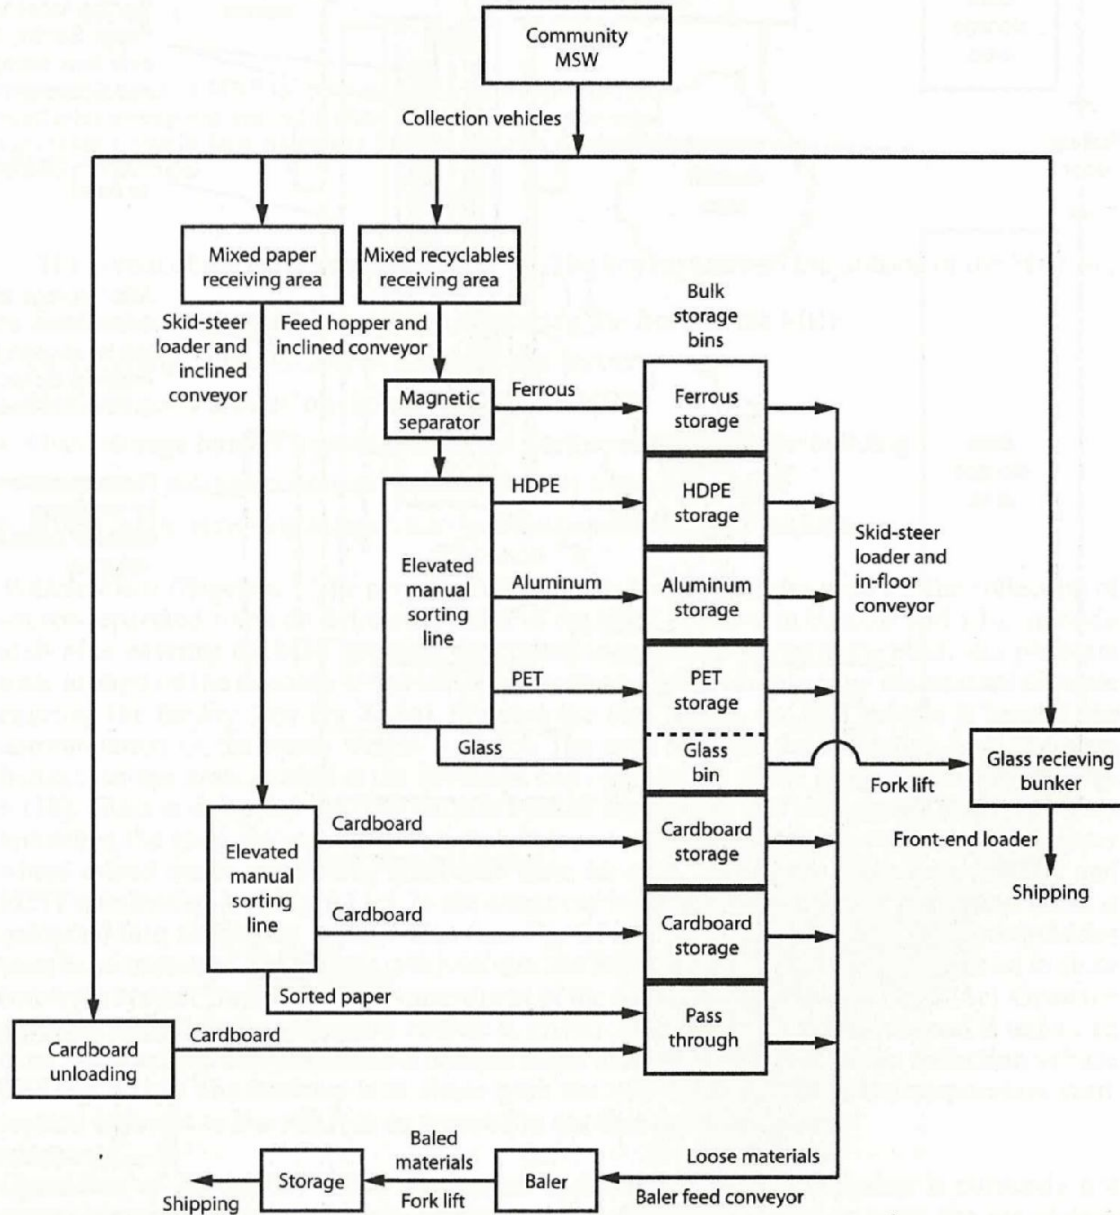 Community
MSW
Collection vehicles
Mixed paper
receiving area
Mixed recyclables
receiving area
Skid-steer
loader and
inclined
conveyor
Feed hopper and
inclined conveyor
Bulk
storage
bins
Magnetic
separator
Ferrous
Ferrous
storage
HDPE
HDPE
storage
Elevated
manual
sorting
line
Aluminum
Aluminum
storage
Skid-steer
loader and
in-floor
conveyor
PET
PET
storage
Glass
Glass
bin
Fork lift
Glass recieving
bunker
Front-end loader
Shipping
Cardboard
Cardboard
storage
Elevated
manual
sorting
line
Cardboard
Cardboard
storage
Sorted paper
Pass
through
Cardboard
unloading
Cardboard
Loose materials
Baler feed conveyor
Baler
Baled
materials
Fork lift
Storage
Shipping